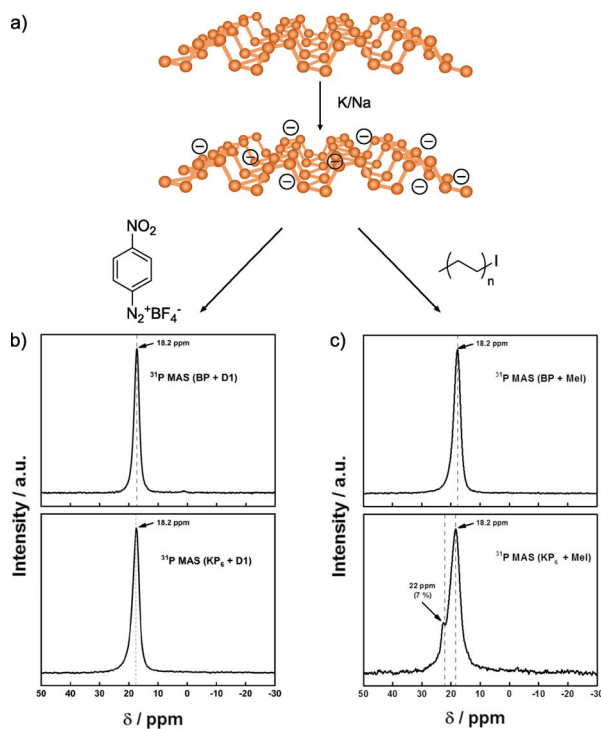 a)
K/Na
NO2
N2+BF4-
I
n
b)
c)
18.2 ppm
31P MAS (BP + D1)
18.2 ppm
31P MAS (KP6 + D1)
Intensity / a.u.
50 40 30 20 10 0 -10 -20 -30
δ / ppm
18.2 ppm
31P MAS (BP + MeI)
18.2 ppm
31P MAS (KP6 + MeI)
22 ppm
(7 %)
Intensity / a.u.
50 40 30 20 10 0 -10 -20 -30
δ / ppm